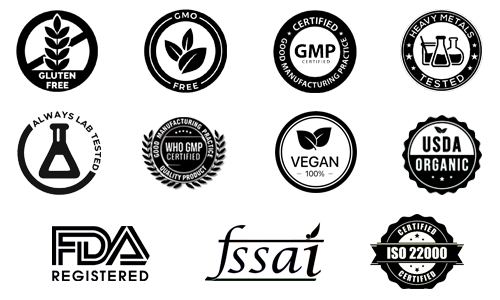 GLUTEN
FREE
GMO
FREE
CERTIFIED
GMP
CERTIFIED
GOOD MANUFACTURING PRACTICE
HEAVY METALS
TESTED
ALWAYS LAB TESTED
GOOD MANUFACTURING PRACTICE
WHO GMP
CERTIFIED
QUALITY PRODUCT
VEGAN
100%
USDA
ORGANIC
FDA
REGISTERED
fssai
CERTIFIED
ISO 22000
CERTIFIED